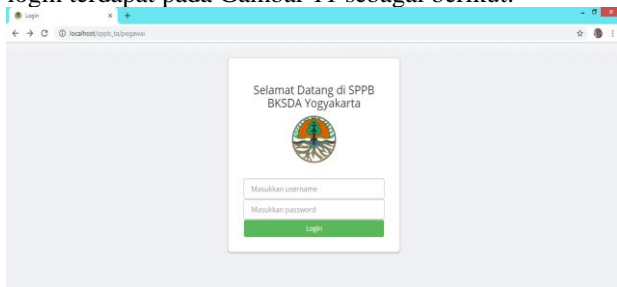 login terdapat pada Gambar 11 sebagai berikut:
Login
localhost/sppb_ta/pegawai
Selamat Datang di SPPB
BKSDA Yogyakarta
Masukkan username
Masukkan password
Login